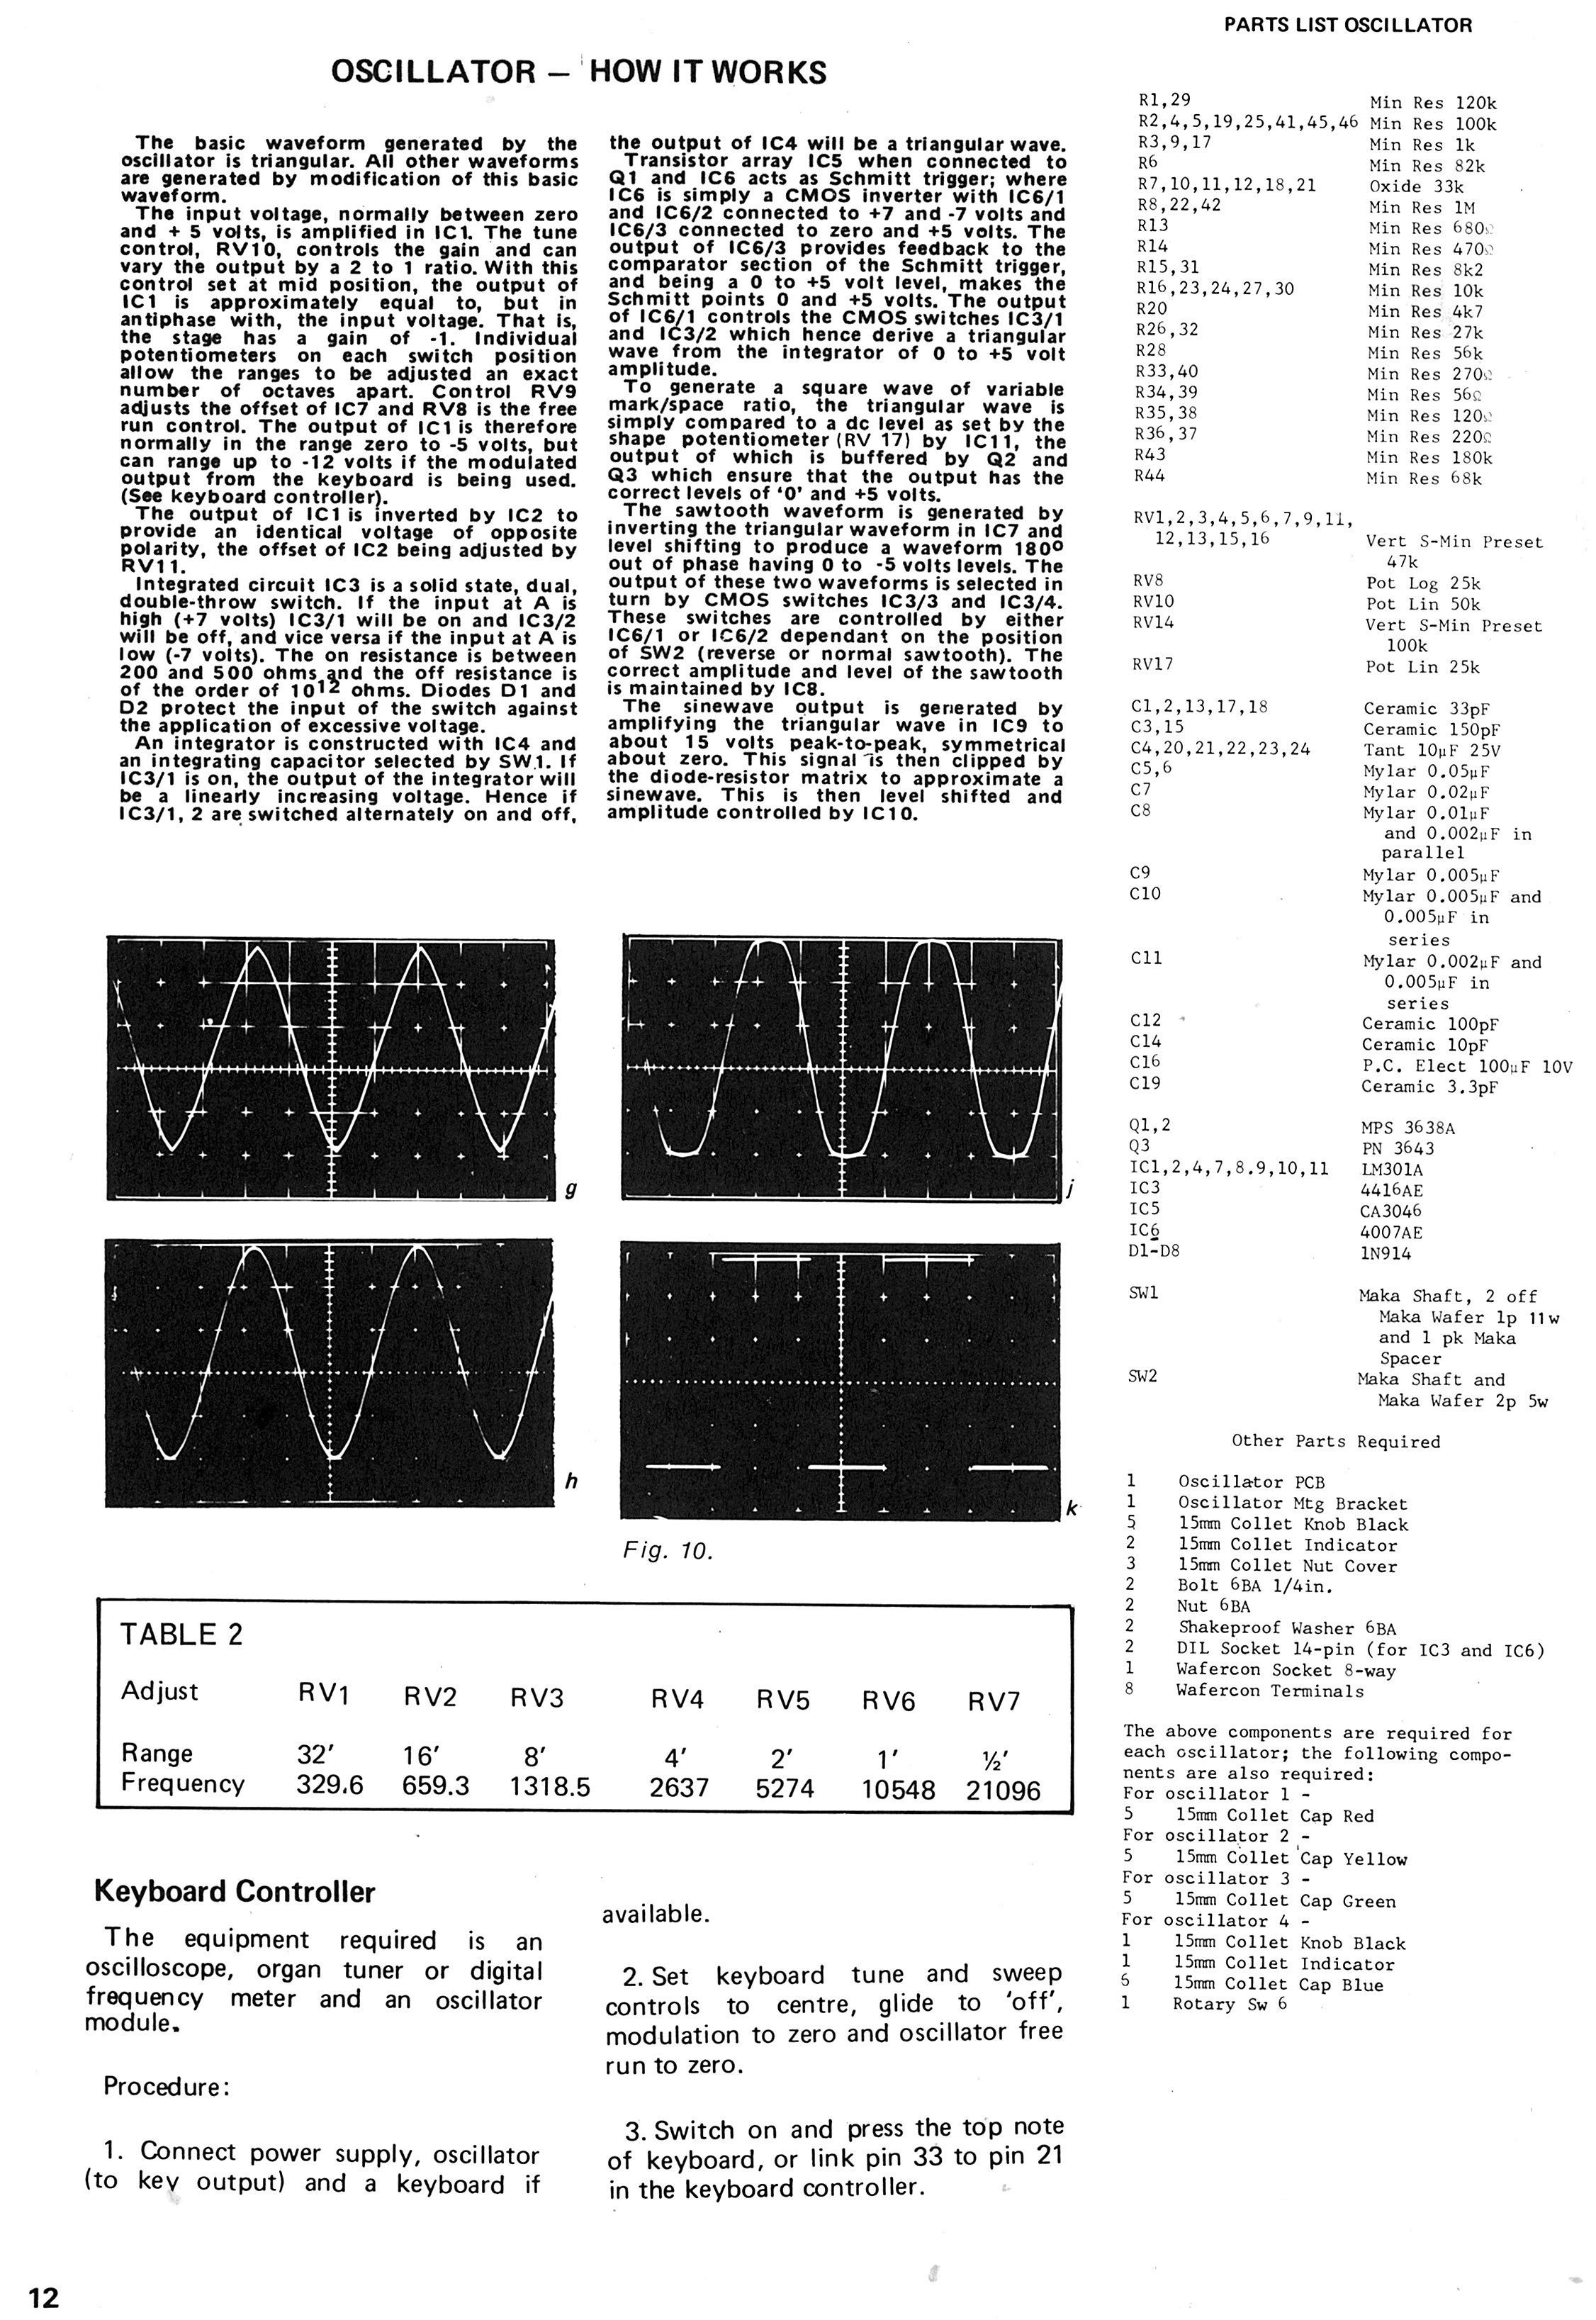 OSCILLATOR – HOW IT WORKS
The basic waveform generated by the
oscillator is triangular. All other waveforms
are generated by modification of this basic
waveform.
The input voltage, normally between zero
and + 5 volts, is amplified in IC1. The tune
control, RV10, controls the gain and can
vary the output by a 2 to 1 ratio. With this
control set at mid position, the output of
IC1 is approximately equal to, but in
antiphase with, the input voltage. That is,
the stage has a gain of -1. Individual
potentiometers on each switch position
allow the ranges to be adjusted an exact
number of octaves apart. Control RV9
adjusts the offset of IC7 and RV8 is the free
run control. The output of IC1 is therefore
normally in the range zero to -5 volts, but
can range up to -12 volts if the modulated
output from the keyboard is being used.
(See keyboard controller).
The output of IC1 is inverted by IC2 to
provide an identical voltage of opposite
polarity, the offset of IC2 being adjusted by
RV11.
Integrated circuit IC3 is a solid state, dual,
double-throw switch. If the input at A is
high (+7 volts) IC3/1 will be on and IC3/2
will be off, and vice versa if the input at A is
low (-7 volts). The on resistance is between
200 and 500 ohms and the off resistance is
of the order of 10¹² ohms. Diodes D1 and
D2 protect the input of the switch against
the application of excessive voltage.
An integrator is constructed with IC4 and
an integrating capacitor selected by SW1. If
IC3/1 is on, the output of the integrator will
be a linearly increasing voltage. Hence if
IC3/1, 2 are switched alternately on and off,
the output of IC4 will be a triangular wave.
Transistor array IC5 when connected to
Q1 and IC6 acts as Schmitt trigger; where
IC6 is simply a CMOS inverter with IC6/1
and IC6/2 connected to +7 and -7 volts and
IC6/3 connected to zero and +5 volts. The
output of IC6/3 provides feedback to the
comparator section of the Schmitt trigger,
and being a 0 to +5 volt level, makes the
Schmitt points 0 and +5 volts. The output
of IC6/1 controls the CMOS switches IC3/1
and IC3/2 which hence derive a triangular
wave from the integrator of 0 to +5 volt
amplitude.
To generate a square wave of variable
mark/space ratio, the triangular wave is
simply compared to a dc level as set by the
shape potentiometer (RV 17) by IC11, the
output of which is buffered by Q2 and
Q3 which ensure that the output has the
correct levels of ‘0’ and +5 volts.
The sawtooth waveform is generated by
inverting the triangular waveform in IC7 and
level shifting to produce a waveform 180º
out of phase having 0 to -5 volts levels. The
output of these two waveforms is selected in
turn by CMOS switches IC3/3 and IC3/4.
These switches are controlled by either
IC6/1 or IC6/2 dependant on the position
of SW2 (reverse or normal sawtooth). The
correct amplitude and level of the sawtooth
is maintained by IC8.
The sinewave output is generated by
amplifying the triangular wave in IC9 to
about 15 volts peak-to-peak, symmetrical
about zero. This signal is then clipped by
the diode-resistor matrix to approximate a
sinewave. This is then level shifted and
amplitude controlled by IC10.
g
j
h
k
Fig. 10.
TABLE 2
Adjust RV1 RV2 RV3 RV4 RV5 RV6 RV7
Range 32′ 16′ 8′ 4′ 2′ 1′ ½′
Frequency 329.6 659.3 1318.5 2637 5274 10548 21096
Keyboard Controller
The equipment required is an
oscilloscope, organ tuner or digital
frequency meter and an oscillator
module.
Procedure:
1. Connect power supply, oscillator
(to key output) and a keyboard if
available.
2. Set keyboard tune and sweep
controls to centre, glide to ‘off’,
modulation to zero and oscillator free
run to zero.
3. Switch on and press the top note
of keyboard, or link pin 33 to pin 21
in the keyboard controller.
PARTS LIST OSCILLATOR
R1,29 Min Res 120k
R2,4,5,19,25,41,45,46 Min Res 100k
R3,9,17 Min Res 1k
R6 Min Res 82k
R7,10,11,12,18,21 Oxide 33k
R8,22,42 Min Res 1M
R13 Min Res 680Ω
R14 Min Res 470Ω
R15,31 Min Res 8k2
R16,23,24,27,30 Min Res 10k
R20 Min Res 4k7
R26,32 Min Res 27k
R28 Min Res 56k
R33,40 Min Res 270Ω
R34,39 Min Res 56Ω
R35,38 Min Res 120Ω
R36,37 Min Res 220Ω
R43 Min Res 180k
R44 Min Res 68k
RV1,2,3,4,5,6,7,9,11,
12,13,15,16 Vert S-Min Preset
47k
RV8 Pot Log 25k
RV10 Pot Lin 50k
RV14 Vert S-Min Preset
100k
RV17 Pot Lin 25k
C1,2,13,17,18 Ceramic 33pF
C3,15 Ceramic 150pF
C4,20,21,22,23,24 Tant 10µF 25V
C5,6 Mylar 0.05µF
C7 Mylar 0.02µF
C8 Mylar 0.01µF
and 0.002µF in
parallel
C9 Mylar 0.005µF
C10 Mylar 0.005µF and
0.005µF in
series
C11 Mylar 0.002µF and
0.005µF in
series
C12 Ceramic 100pF
C14 Ceramic 10pF
C16 P.C. Elect 100µF 10V
C19 Ceramic 3.3pF
Q1,2 MPS 3638A
Q3 PN 3643
IC1,2,4,7,8.9,10,11 LM301A
IC3 4416AE
IC5 CA3046
IC6 4007AE
D1-D8 1N914
SW1 Maka Shaft, 2 off
Maka Wafer 1p 11w
and 1 pk Maka
Spacer
SW2 Maka Shaft and
Maka Wafer 2p 5w
Other Parts Required
1 Oscillator PCB
1 Oscillator Mtg Bracket
5 15mm Collet Knob Black
2 15mm Collet Indicator
3 15mm Collet Nut Cover
2 Bolt 6BA 1/4in.
2 Nut 6BA
2 Shakeproof Washer 6BA
2 DIL Socket 14-pin (for IC3 and IC6)
1 Wafercon Socket 8-way
8 Wafercon Terminals
The above components are required for
each oscillator; the following compo-
nents are also required:
For oscillator 1 -
5 15mm Collet Cap Red
For oscillator 2 -
5 15mm Collet Cap Yellow
For oscillator 3 -
5 15mm Collet Cap Green
For oscillator 4 -
1 15mm Collet Knob Black
1 15mm Collet Indicator
6 15mm Collet Cap Blue
1 Rotary Sw 6
12